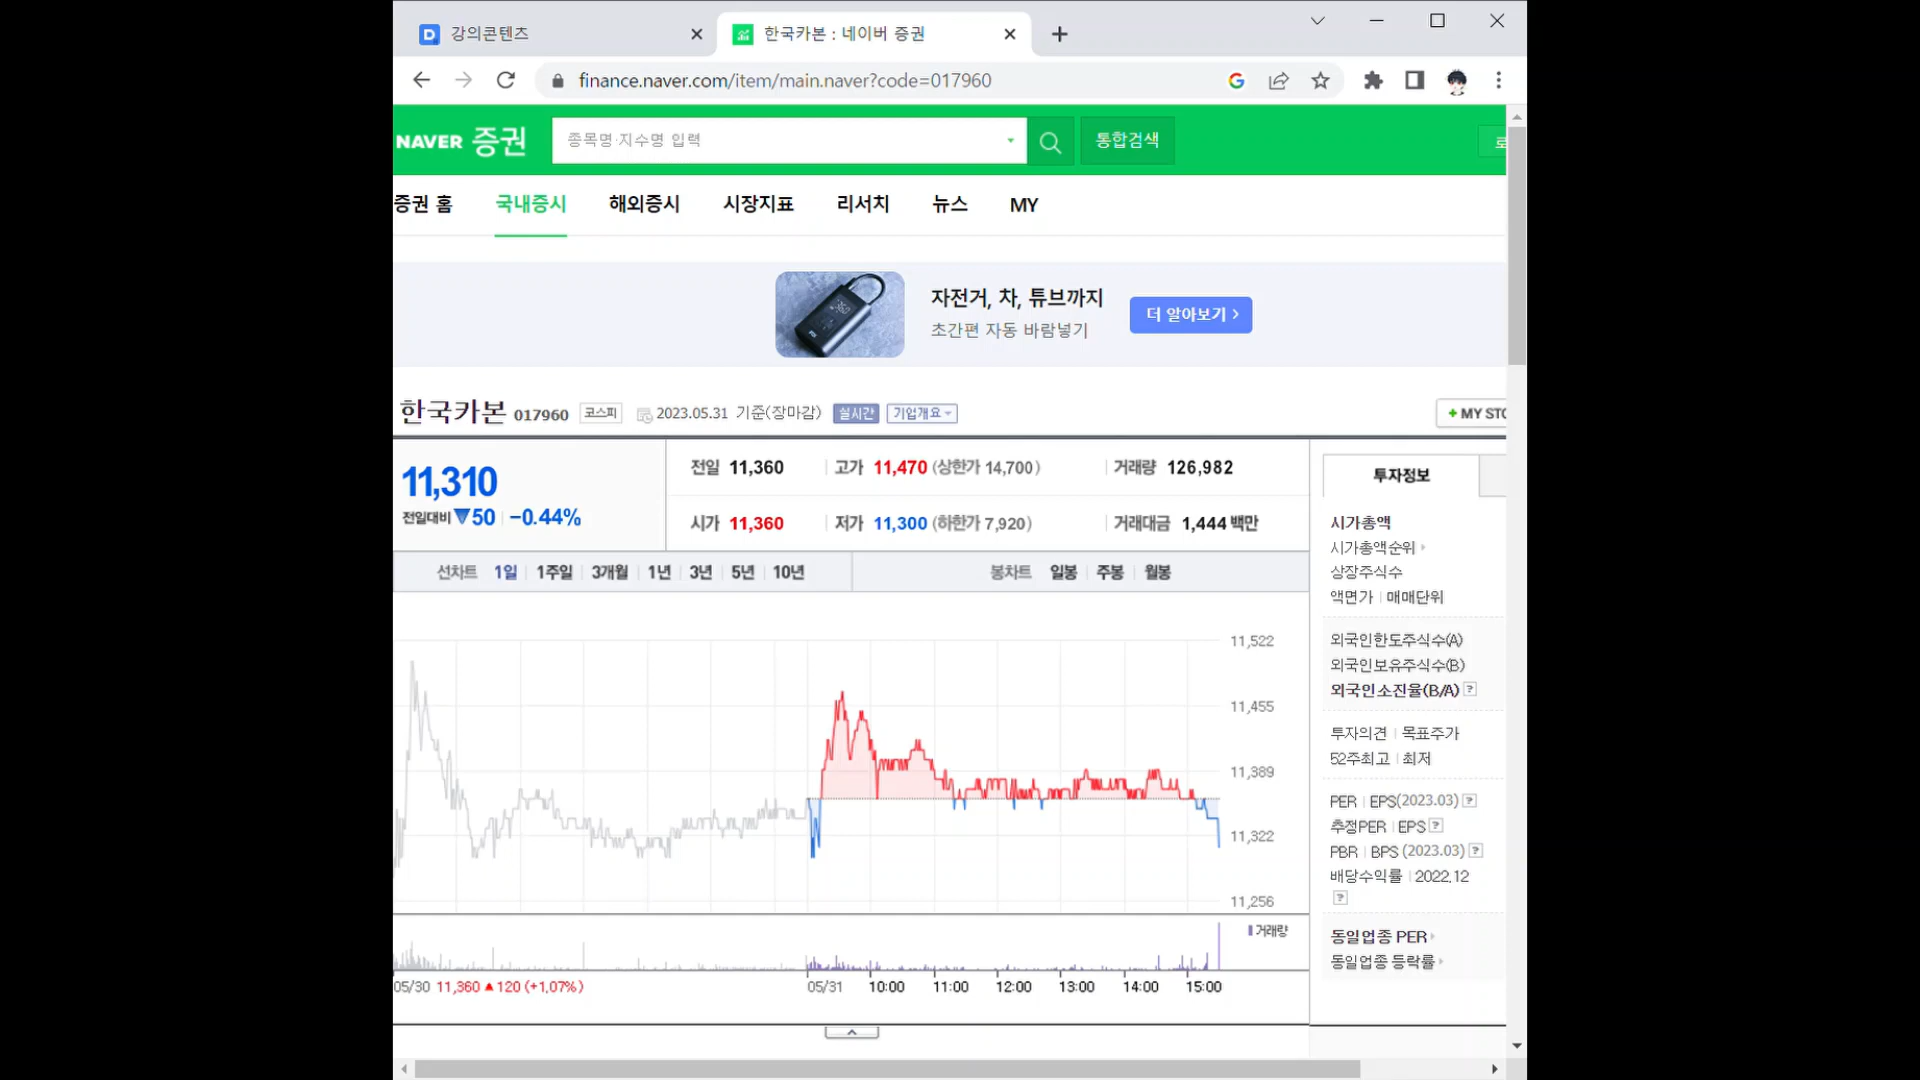 강의콘텐츠
한국카본 : 네이버 증권
finance.naver.com/item/main.naver?code=017960
NAVER 증권
종목명·지수명 입력
통합검색
증권 홈 국내증시 해외증시 시장지표 리서치 뉴스 MY
자전거, 차, 튜브까지
초간편 자동 바람넣기
더 알아보기 >
한국카본 017960 코스피 2023.05.31 기준(장마감) 실시간 기업개요
+ MY STO
11,310
전일대비 ▼50 -0.44%
전일 11,360 고가 11,470 (상한가 14,700) 거래량 126,982
시가 11,360 저가 11,300 (하한가 7,920) 거래대금 1,444 백만
선차트 1일 1주일 3개월 1년 3년 5년 10년 봉차트 일봉 주봉 월봉
11,522
11,455
11,389
11,322
11,256
거래량
05/30 11,360 ▲120 (+1,07%)
05/31 10:00 11:00 12:00 13:00 14:00 15:00
투자정보
시가총액
시가총액순위
상장주식수
액면가 | 매매단위
외국인한도주식수(A)
외국인보유주식수(B)
외국인소진율(B/A) ?
투자의견 | 목표주가
52주최고 | 최저
PER | EPS(2023.03) ?
추정PER | EPS ?
PBR | BPS (2023.03) ?
배당수익률 | 2022.12
?
동일업종 PER
동일업종 등락률